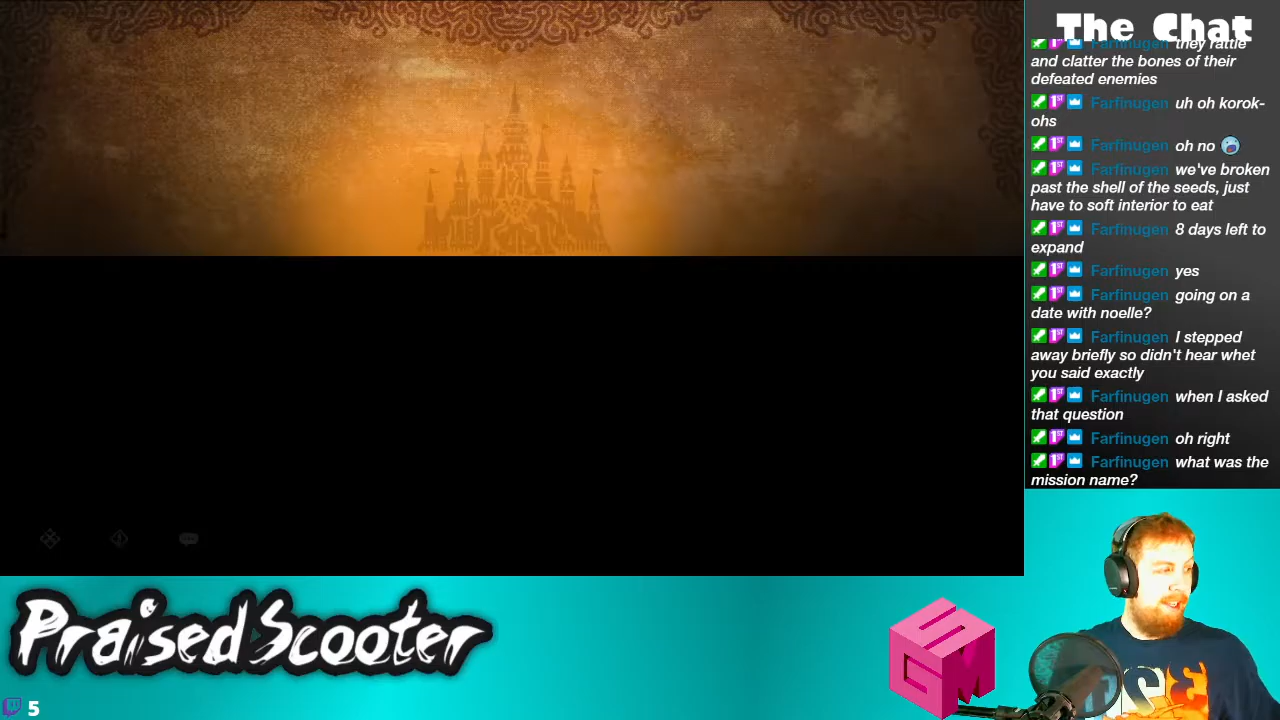 The Chat
Farfinugen they rattle
and clatter the bones of their
defeated enemies
Farfinugen uh oh korok-
ohs
Farfinugen oh no
Farfinugen we've broken
past the shell of the seeds, just
have to soft interior to eat
Farfinugen 8 days left to
expand
Farfinugen yes
Farfinugen going on a
date with noelle?
Farfinugen I stepped
away briefly so didn't hear whet
you said exactly
Farfinugen when I asked
that question
Farfinugen oh right
Farfinugen what was the
mission name?
PraisedScooter
SGM
5